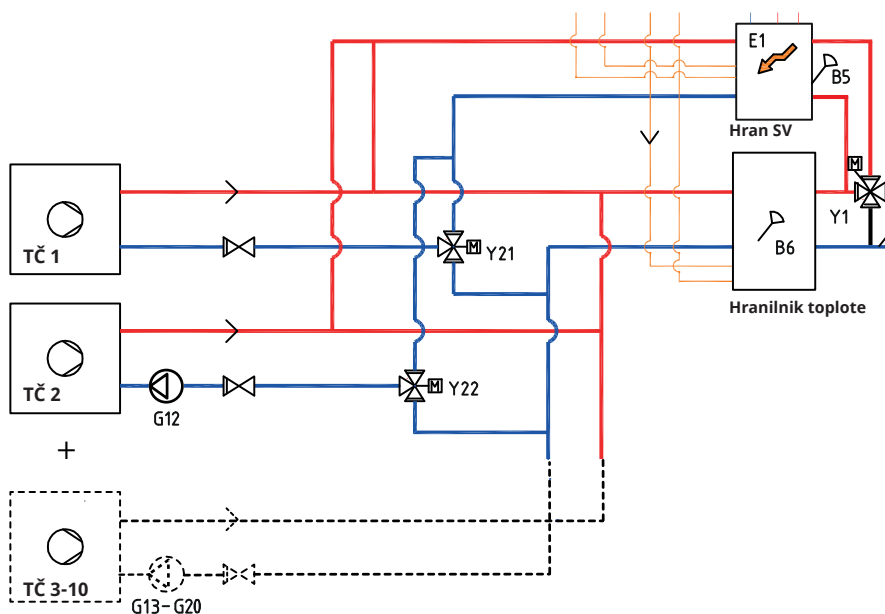 E1
B5
Hran SV
M
Y1
TČ 1
M
Y21
B6
Hranilnik toplote
TČ 2
G12
M
Y22
+
TČ 3-10
G13-G20